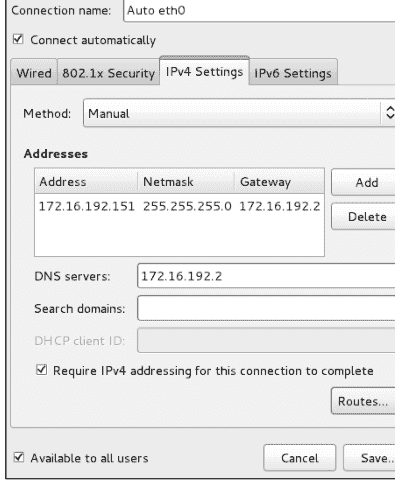 Connection name: Auto eth0
Connect automatically
Wired 802.1x Security IPv4 Settings IPv6 Settings
Method: Manual
Addresses
Address Netmask Gateway Add
172.16.192.151 255.255.255.0 172.16.192.2
Delete
DNS servers: 172.16.192.2
Search domains:
DHCP client ID:
Require IPv4 addressing for this connection to complete
Routes...
Available to all users Cancel Save..